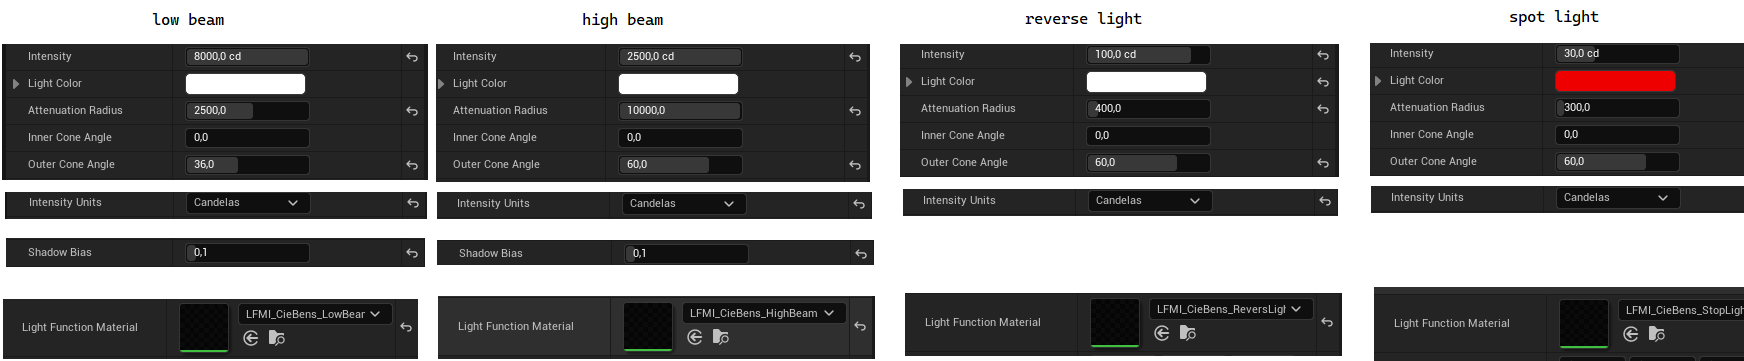 low beam
Intensity 8000,0 cd
Light Color
Attenuation Radius 2500,0
Inner Cone Angle 0,0
Outer Cone Angle 36,0
Intensity Units Candelas
Shadow Bias 0,1
Light Function Material LFMI_CieBens_LowBear
high beam
Intensity 2500,0 cd
Light Color
Attenuation Radius 10000,0
Inner Cone Angle 0,0
Outer Cone Angle 60,0
Intensity Units Candelas
Shadow Bias 0,1
Light Function Material LFMI_CieBens_HighBeam
reverse light
Intensity 100,0 cd
Light Color
Attenuation Radius 400,0
Inner Cone Angle 0,0
Outer Cone Angle 60,0
Intensity Units Candelas
Light Function Material LFMI_CieBens_ReversLigh
spot light
Intensity 30,0 cd
Light Color
Attenuation Radius 300,0
Inner Cone Angle 0,0
Outer Cone Angle 60,0
Intensity Units Candelas
Light Function Material LFMI_CieBens_StopLigh